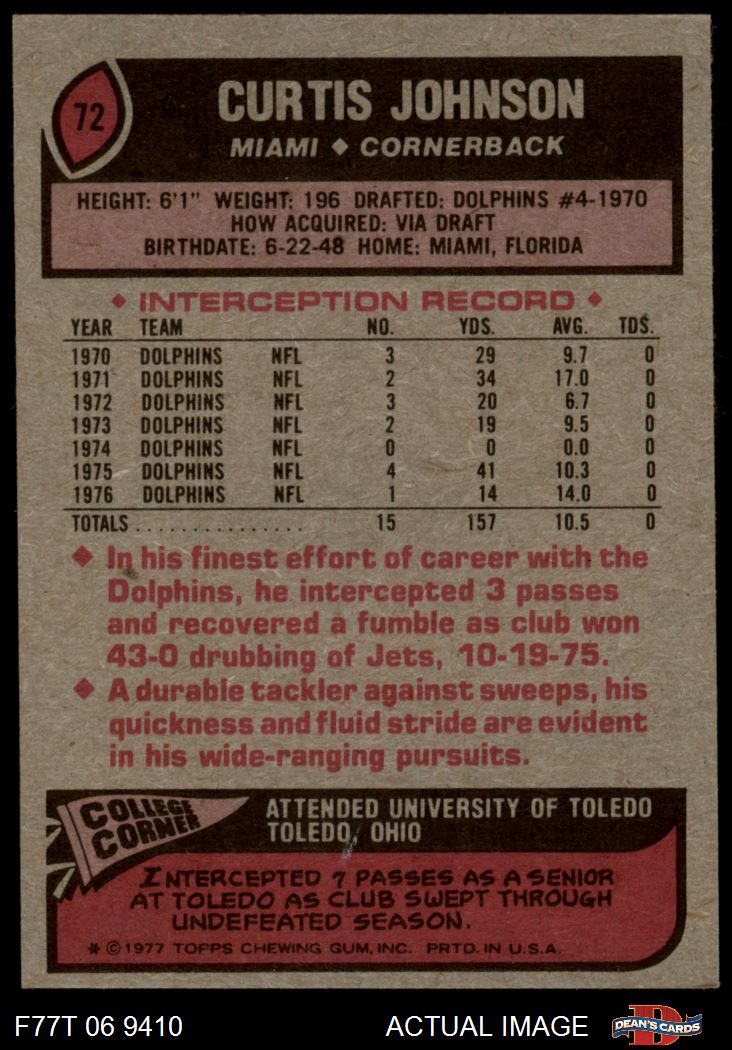 72
CURTIS JOHNSON
MIAMI ◆ CORNERBACK
HEIGHT: 6'1" WEIGHT: 196 DRAFTED: DOLPHINS #4-1970
HOW ACQUIRED: VIA DRAFT
BIRTHDATE: 6-22-48 HOME: MIAMI, FLORIDA
◆ INTERCEPTION RECORD ◆
YEAR TEAM NO. YDS. AVG. TDS.
1970 DOLPHINS NFL 3 29 9.7 0
1971 DOLPHINS NFL 2 34 17.0 0
1972 DOLPHINS NFL 3 20 6.7 0
1973 DOLPHINS NFL 2 19 9.5 0
1974 DOLPHINS NFL 0 0 0.0 0
1975 DOLPHINS NFL 4 41 10.3 0
1976 DOLPHINS NFL 1 14 14.0 0
TOTALS................ 15 157 10.5 0
◆ In his finest effort of career with the
Dolphins, he intercepted 3 passes
and recovered a fumble as club won
43-0 drubbing of Jets, 10-19-75.
◆ A durable tackler against sweeps, his
quickness and fluid stride are evident
in his wide-ranging pursuits.
COLLEGE
CORNER
ATTENDED UNIVERSITY OF TOLEDO
TOLEDO, OHIO
INTERCEPTED 7 PASSES AS A SENIOR
AT TOLEDO AS CLUB SWEPT THROUGH
UNDEFEATED SEASON.
* © 1977 TOPPS CHEWING GUM, INC. PRTD. IN U.S.A.
F77T 06 9410 ACTUAL IMAGE
D
DEAN'S CARDS